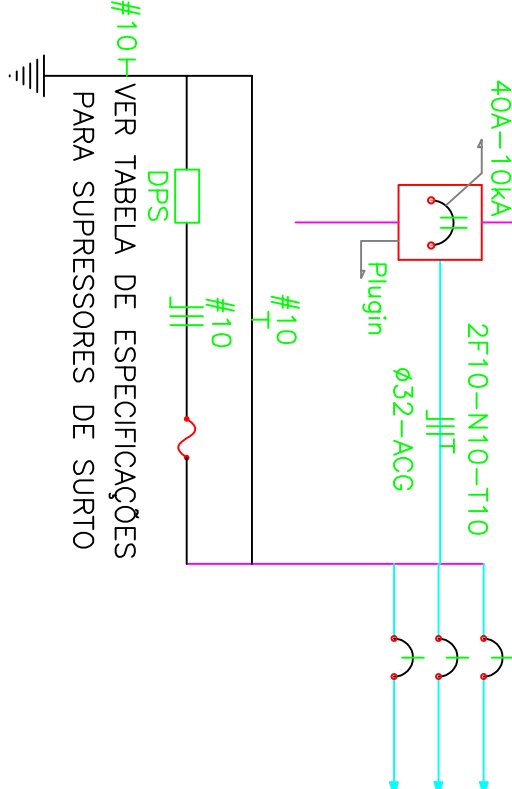 40A-10kA
Plugin
2F10-N10-T10
ø32-ACG
#10
#10
DPS
#10
VER TABELA DE ESPECIFICAÇÕES
PARA SUPRESSORES DE SURTO